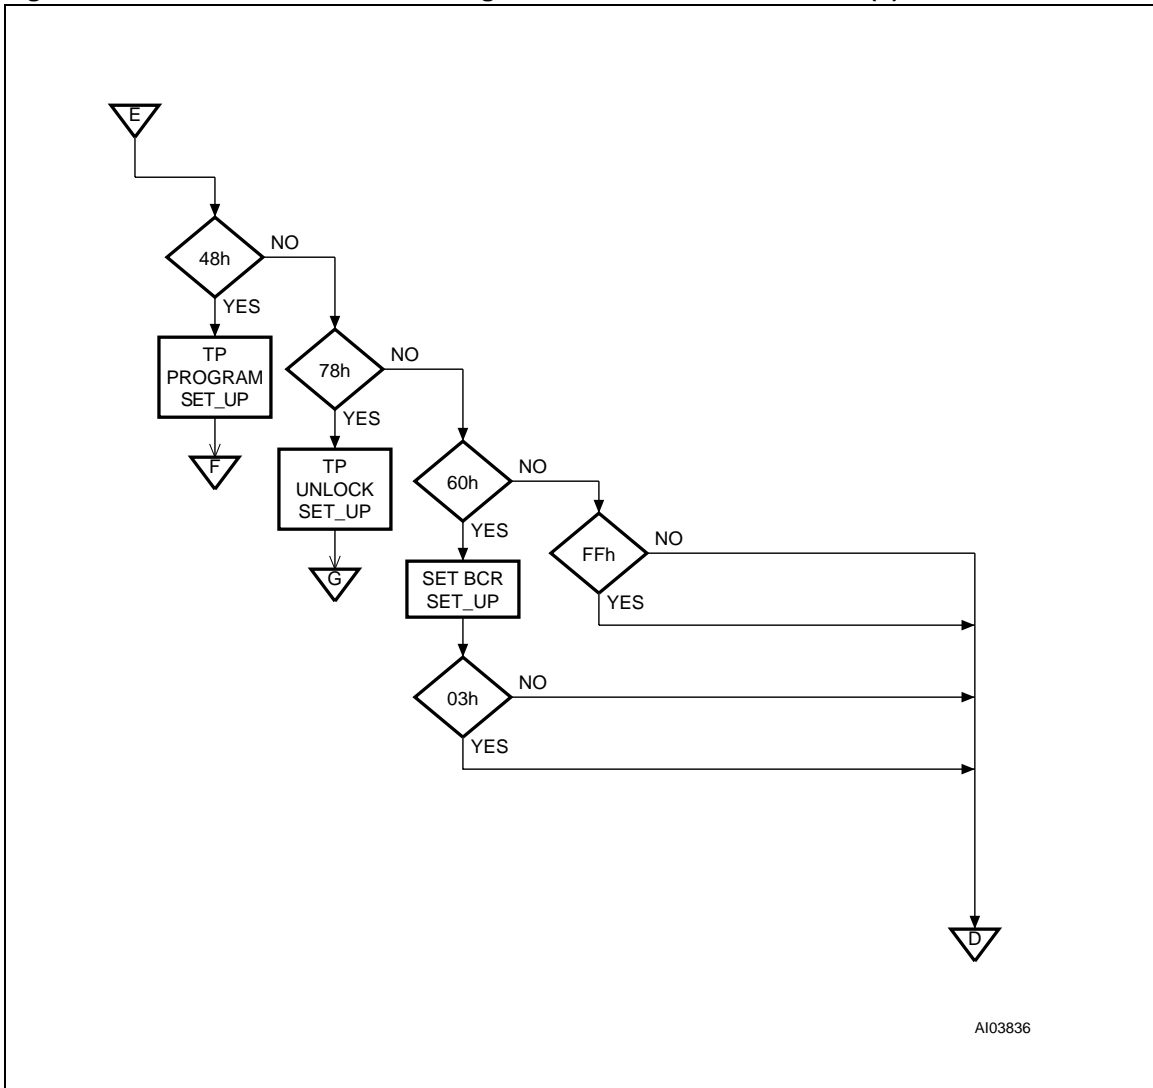 E
48h
NO
YES
TP
PROGRAM
SET_UP
F
78h
NO
YES
TP
UNLOCK
SET_UP
G
60h
NO
YES
SET BCR
SET_UP
FFh
NO
YES
03h
NO
YES
D
AI03836